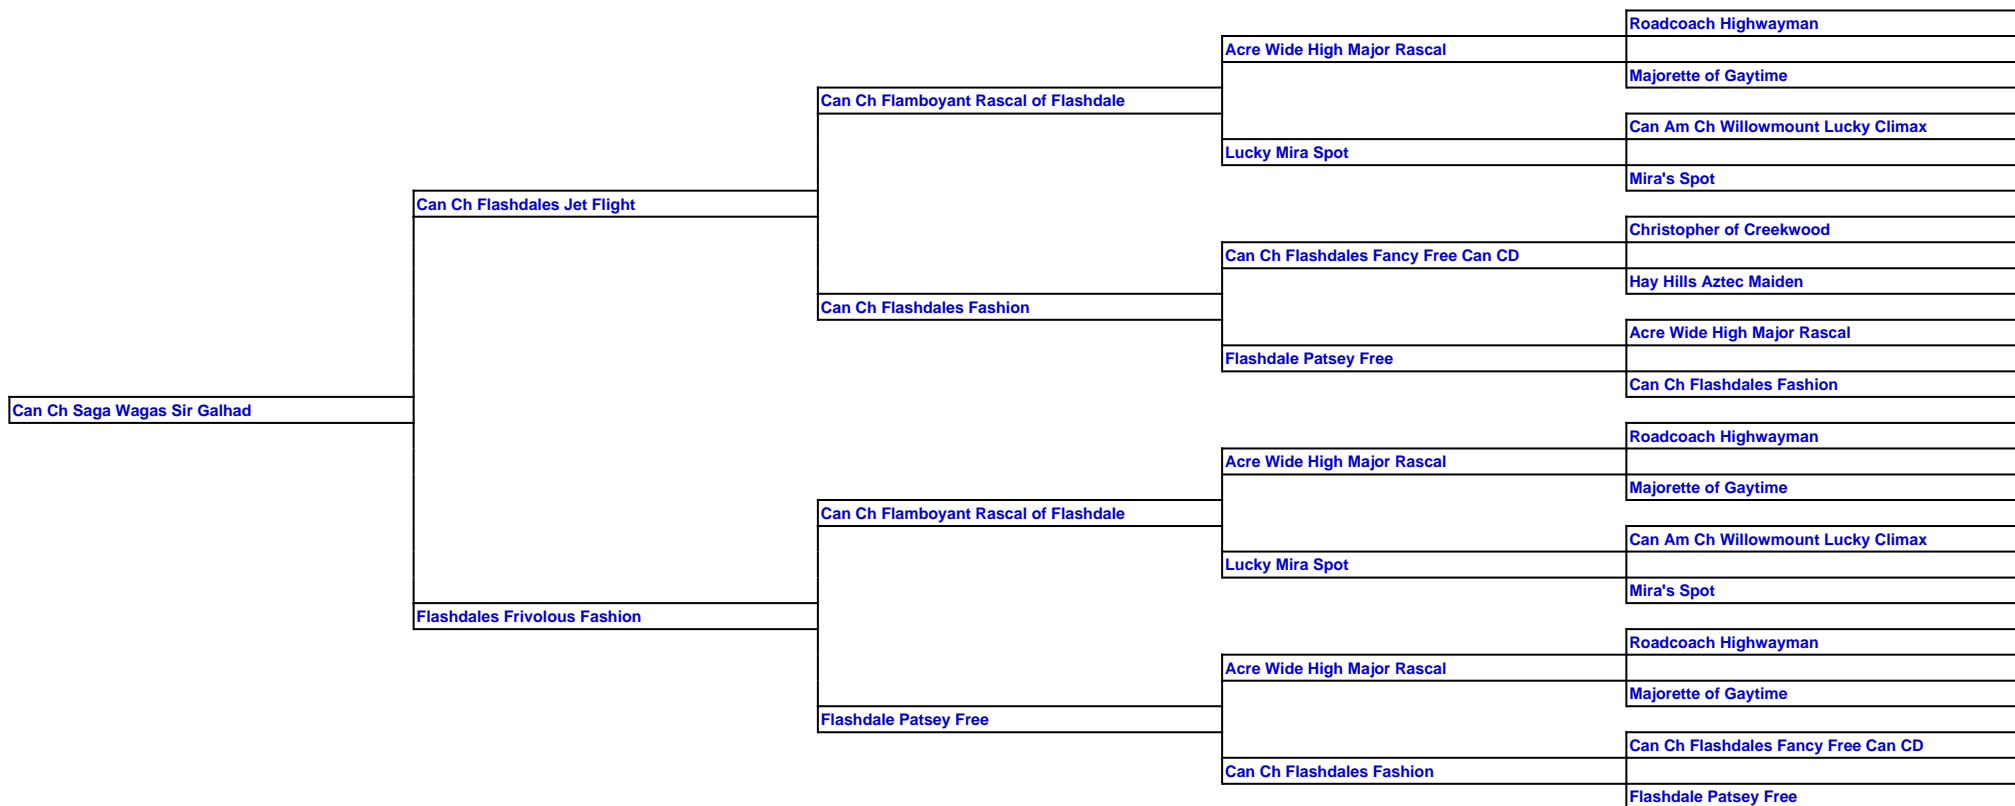 Roadcoach Highwayman
Acre Wide High Major Rascal
Majorette of Gaytime
Can Ch Flamboyant Rascal of Flashdale
Can Am Ch Willowmount Lucky Climax
Lucky Mira Spot
Mira's Spot
Can Ch Flashdales Jet Flight
Christopher of Creekwood
Can Ch Flashdales Fancy Free Can CD
Hay Hills Aztec Maiden
Can Ch Flashdales Fashion
Acre Wide High Major Rascal
Flashdale Patsey Free
Can Ch Flashdales Fashion
Can Ch Saga Wagas Sir Galhad
Roadcoach Highwayman
Acre Wide High Major Rascal
Majorette of Gaytime
Can Ch Flamboyant Rascal of Flashdale
Can Am Ch Willowmount Lucky Climax
Lucky Mira Spot
Mira's Spot
Flashdales Frivolous Fashion
Roadcoach Highwayman
Acre Wide High Major Rascal
Majorette of Gaytime
Flashdale Patsey Free
Can Ch Flashdales Fancy Free Can CD
Can Ch Flashdales Fashion
Flashdale Patsey Free